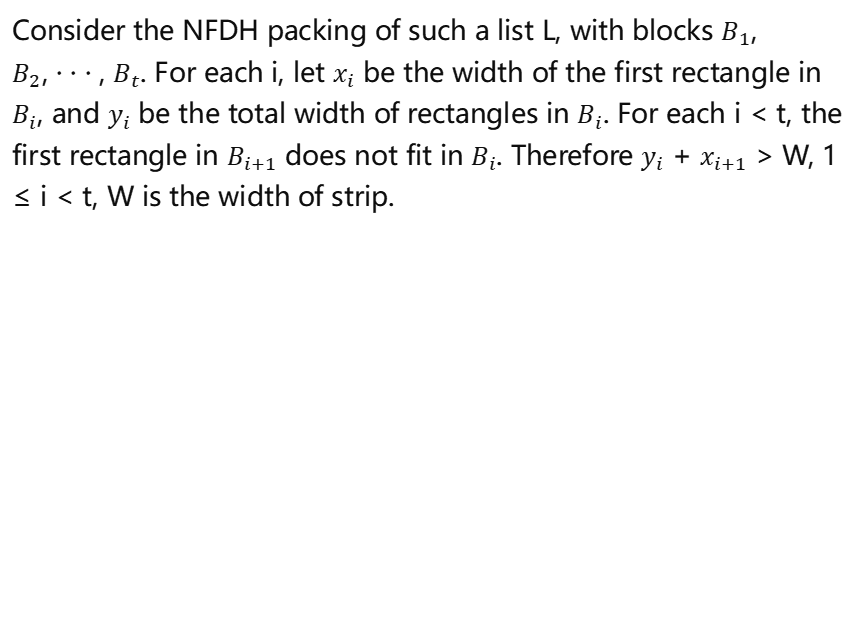 Consider the NFDH packing of such a list L, with blocks 𝐵₁,
𝐵₂, · · · , 𝐵ₜ. For each i, let 𝑥ᵢ be the width of the first rectangle in
𝐵ᵢ, and 𝑦ᵢ be the total width of rectangles in 𝐵ᵢ. For each i < t, the
first rectangle in 𝐵ᵢ₊₁ does not fit in 𝐵ᵢ. Therefore 𝑦ᵢ + 𝑥ᵢ₊₁ > W, 1
≤ i < t, W is the width of strip.